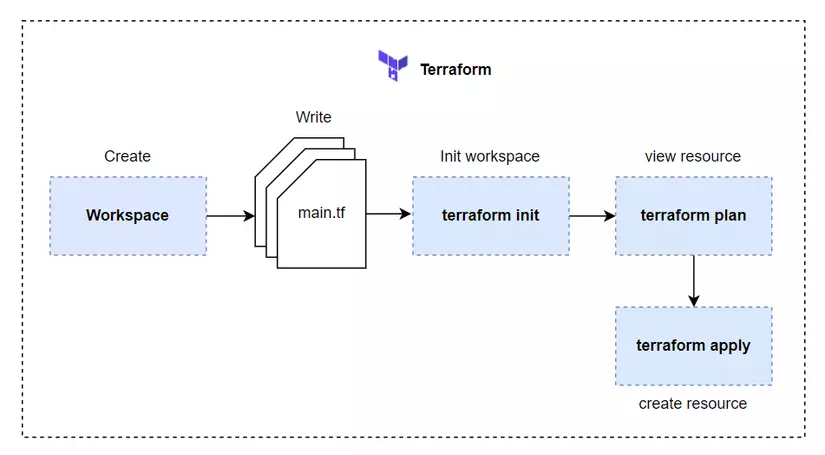 Terraform
Write
Create
Init workspace
view resource
Workspace
main.tf
terraform init
terraform plan
terraform apply
create resource